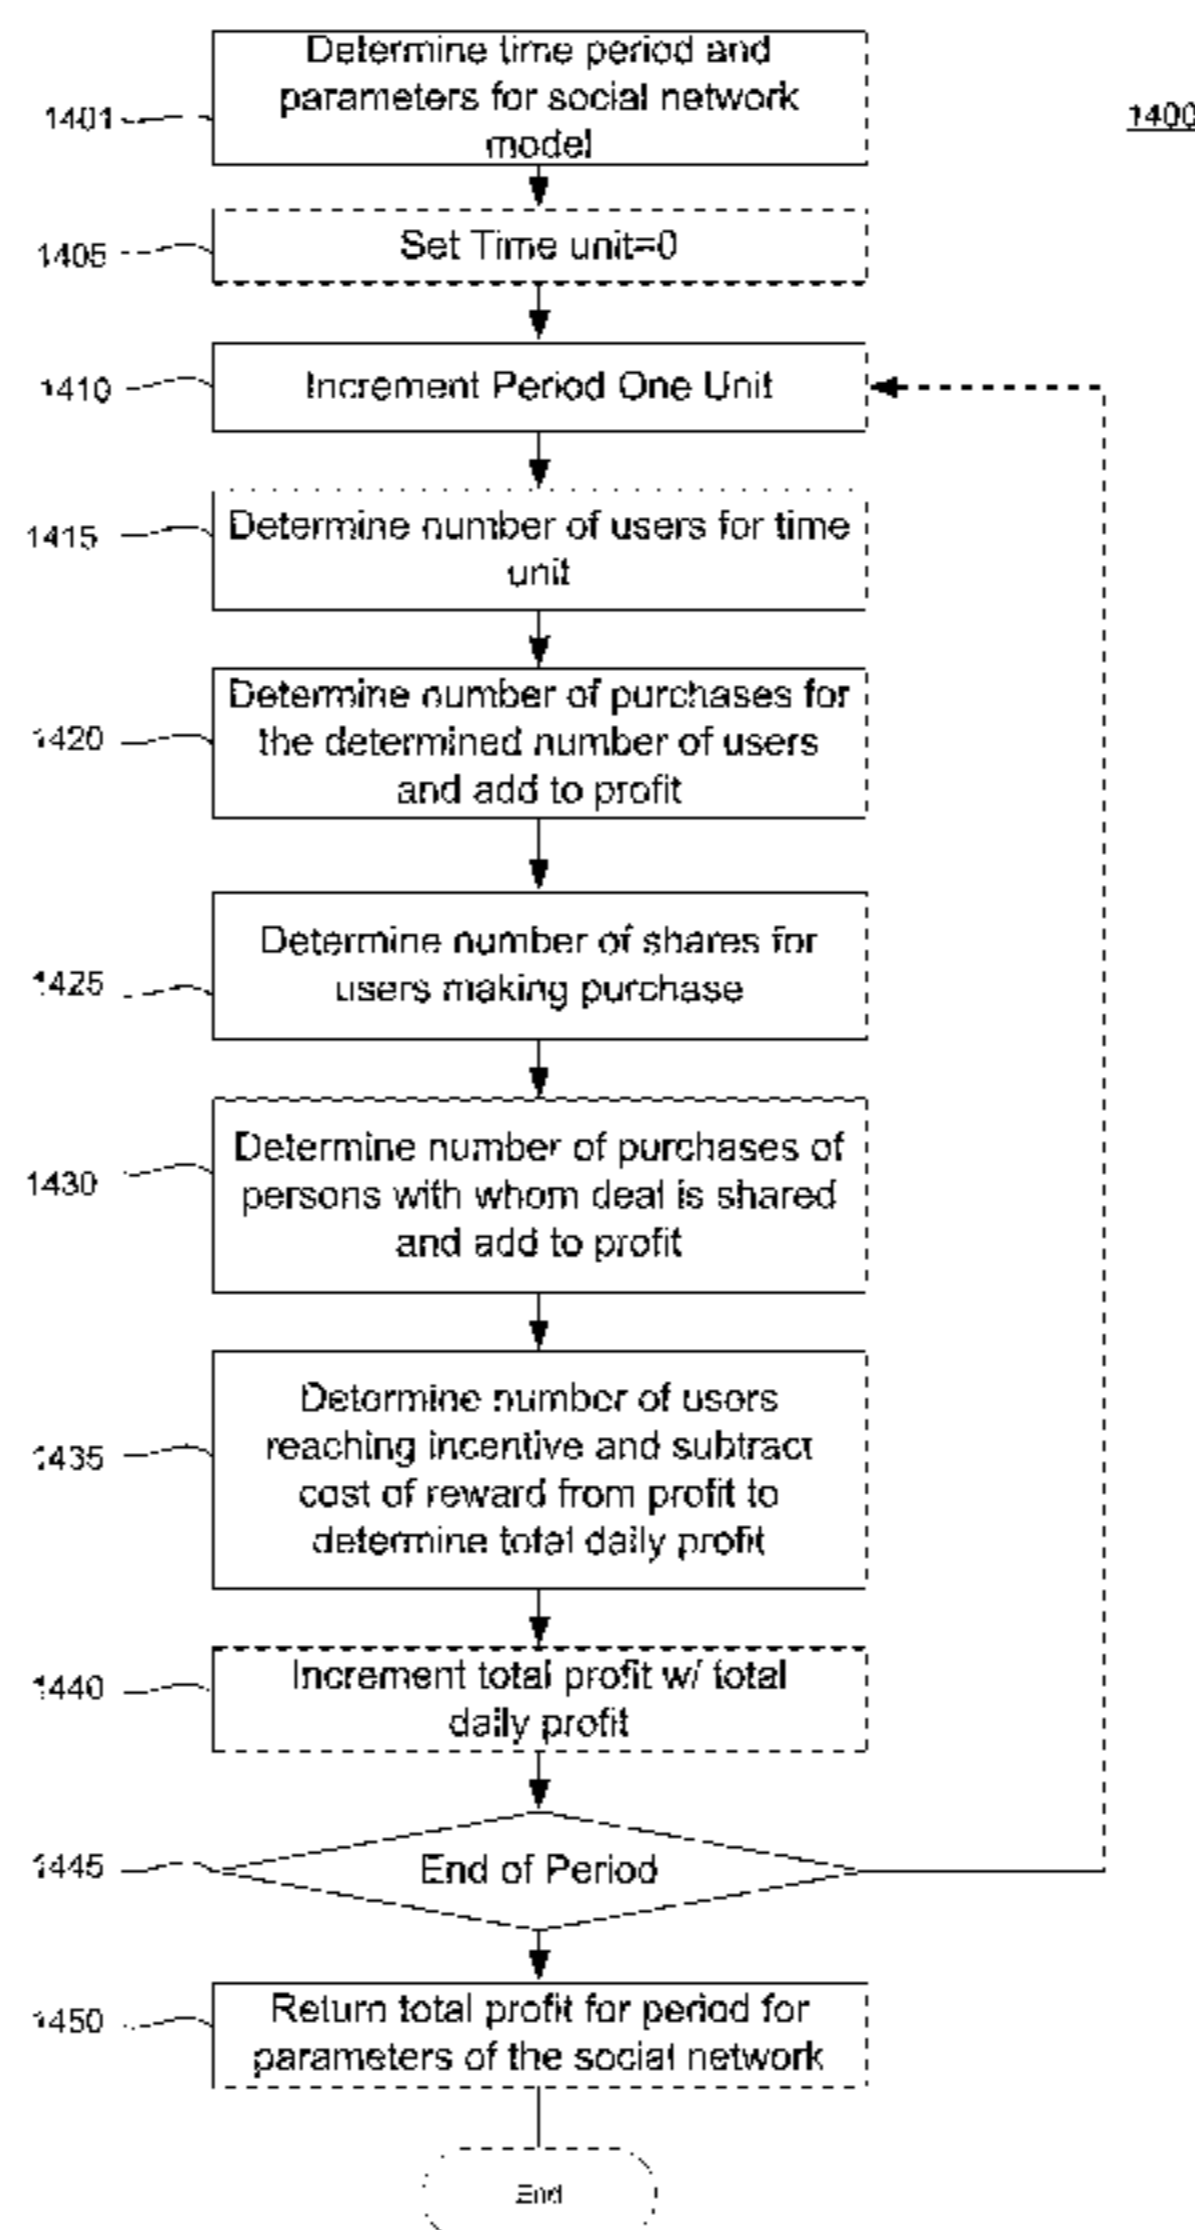 Determine time period and
parameters for social network
model
1401
1400
Set Time unit=0
1405
Increment Period One Unit
1410
Determine number of users for time
unit
1415
Determine number of purchases for
the determined number of users
and add to profit
1420
Determine number of shares for
users making purchase
1425
Determine number of purchases of
persons with whom deal is shared
and add to profit
1430
Determine number of users
reaching incentive and subtract
cost of reward from profit to
determine total daily profit
1435
Increment total profit w/ total
daily profit
1440
End of Period
1445
Return total profit for period for
parameters of the social network
1450
End